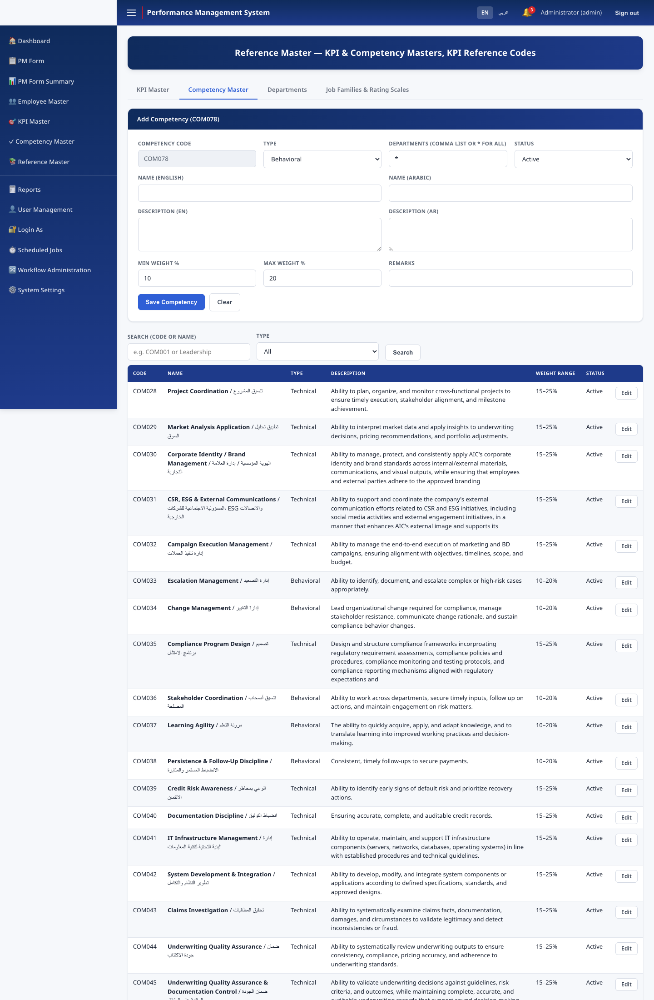 Performance Management System
EN
عربي
3
Administrator (admin)
Sign out
Dashboard
PM Form
PM Form Summary
Employee Master
KPI Master
✓ Competency Master
Reference Master
Reports
User Management
Login As
Scheduled Jobs
Workflow Administration
System Settings
Reference Master — KPI & Competency Masters, KPI Reference Codes
KPI Master
Competency Master
Departments
Job Families & Rating Scales
Add Competency (COM078)
COMPETENCY CODE
TYPE
DEPARTMENTS (COMMA LIST OR * FOR ALL)
STATUS
COM078
Behavioral
*
Active
NAME (ENGLISH)
NAME (ARABIC)
DESCRIPTION (EN)
DESCRIPTION (AR)
MIN WEIGHT %
MAX WEIGHT %
REMARKS
10
20
Save Competency
Clear
SEARCH (CODE OR NAME)
TYPE
e.g. COM001 or Leadership
All
Search
CODE NAME TYPE DESCRIPTION WEIGHT RANGE STATUS
COM028 Project Coordination / تنسيق المشروع Technical Ability to plan, organize, and monitor cross-functional projects to 15–25% Active Edit
ensure timely execution, stakeholder alignment, and milestone
achievement.
COM029 Market Analysis Application / تطبيق تحليل Technical Ability to interpret market data and apply insights to underwriting 15–25% Active Edit
السوق decisions, pricing recommendations, and portfolio adjustments.
COM030 Corporate Identity / Brand Technical Ability to manage, protect, and consistently apply AIC's corporate 15–25% Active Edit
Management / الهوية المؤسسية / إدارة العلامة identity and brand standards across internal/external materials,
التجارية communications, and visual outputs, while ensuring that employees
and external parties adhere to the approved branding
COM031 CSR, ESG & External Communications / Technical Ability to support and coordinate the company's external 15–25% Active Edit
المسؤولية الاجتماعية للشركات، ESG والاتصالات communication efforts related to CSR and ESG initiatives, including
الخارجية social media activities and external engagement initiatives, in a
manner that enhances AIC's external image and supports its
COM032 Campaign Execution Management / Technical Ability to manage the end-to-end execution of marketing and BD 15–25% Active Edit
إدارة تنفيذ الحملات campaigns, ensuring alignment with objectives, timelines, scope, and
budget.
COM033 Escalation Management / إدارة التصعيد Behavioral Ability to identify, document, and escalate complex or high-risk cases 10–20% Active Edit
appropriately.
COM034 Change Management / إدارة التغيير Behavioral Lead organizational change required for compliance, manage 10–20% Active Edit
stakeholder resistance, communicate change rationale, and sustain
compliance behavior changes.
COM035 Compliance Program Design / تصميم Technical Design and structure compliance frameworks incorproating 15–25% Active Edit
برنامج الامتثال regulatory requirement assessments, compliance policies and
procedures, compliance monitoring and testing protocols, and
compliance reporting mechanisms aligned with regulatory
expectations and
COM036 Stakeholder Coordination / تنسيق أصحاب Behavioral Ability to work across departments, secure timely inputs, follow up on 10–20% Active Edit
المصلحة actions, and maintain engagement on risk matters.
COM037 Learning Agility / مرونة التعلم Behavioral The ability to quickly acquire, apply, and adapt knowledge, and to 10–20% Active Edit
translate learning into improved working practices and decision-
making.
COM038 Persistence & Follow-Up Discipline / Behavioral Consistent, timely follow-ups to secure payments. 10–20% Active Edit
الانضباط المستمر والمثابرة
COM039 Credit Risk Awareness / الوعي بمخاطر Technical Ability to identify early signs of default risk and prioritize recovery 15–25% Active Edit
الائتمان actions.
COM040 Documentation Discipline / انضباط التوثيق Technical Ensuring accurate, complete, and auditable credit records. 15–25% Active Edit
COM041 IT Infrastructure Management / إدارة Technical Ability to operate, maintain, and support IT infrastructure 15–25% Active Edit
البنية التحتية لتقنية المعلومات components (servers, networks, databases, operating systems) in line
with established procedures and technical guidelines.
COM042 System Development & Integration / Technical Ability to develop, modify, and integrate system components or 15–25% Active Edit
تطوير النظام والتكامل applications according to defined specifications, standards, and
approved designs.
COM043 Claims Investigation / تحقيق المطالبات Technical Ability to systematically examine claims facts, documentation, 15–25% Active Edit
damages, and circumstances to validate legitimacy and detect
inconsistencies or fraud.
COM044 Underwriting Quality Assurance / ضمان Technical Ability to systematically review underwriting outputs to ensure 15–25% Active Edit
جودة الاكتتاب consistency, compliance, pricing accuracy, and adherence to
underwriting standards.
COM045 Underwriting Quality Assurance & Technical Ability to validate underwriting decisions against guidelines, risk 15–25% Active Edit
Documentation Control / ضمان الجودة criteria, and outcomes, while maintaining complete, accurate, and
auditable underwriting records that support sound decision-making